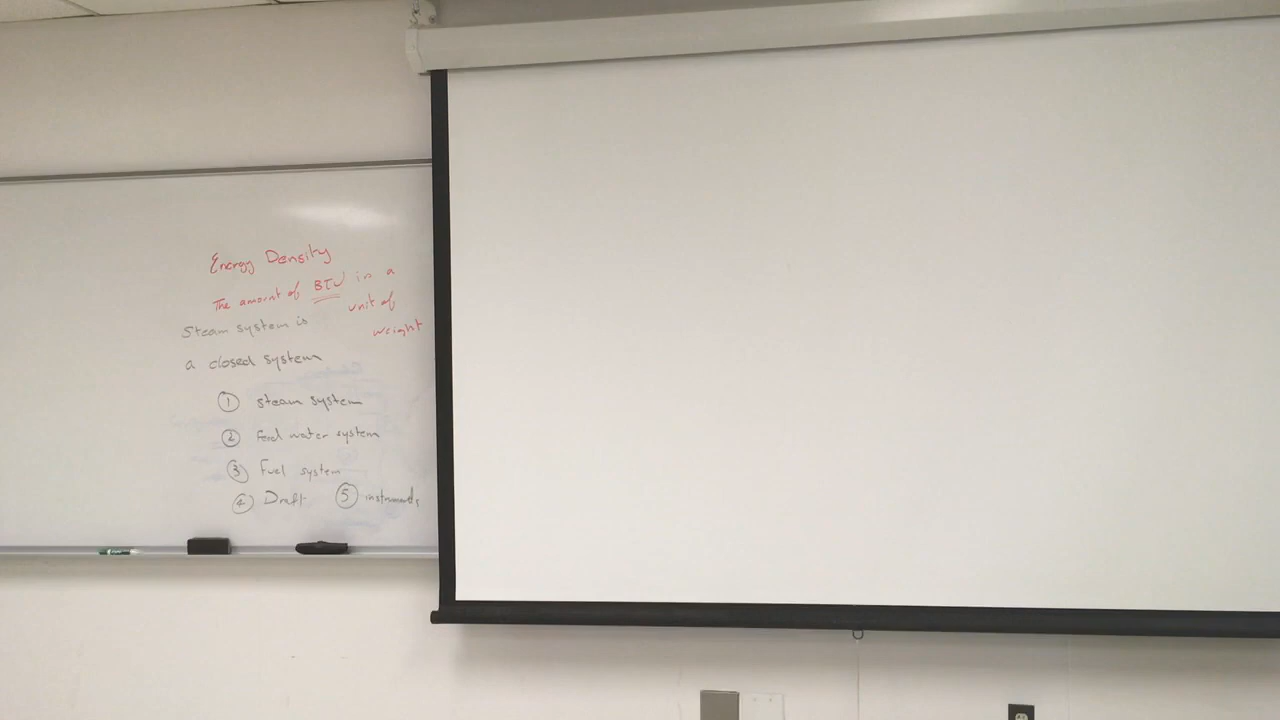 Energy Density
The amount of BTU in a
unit of
weight
Steam system is
a closed system
① steam system
② Feed water system
③ Fuel system
④ Draft ⑤ instruments